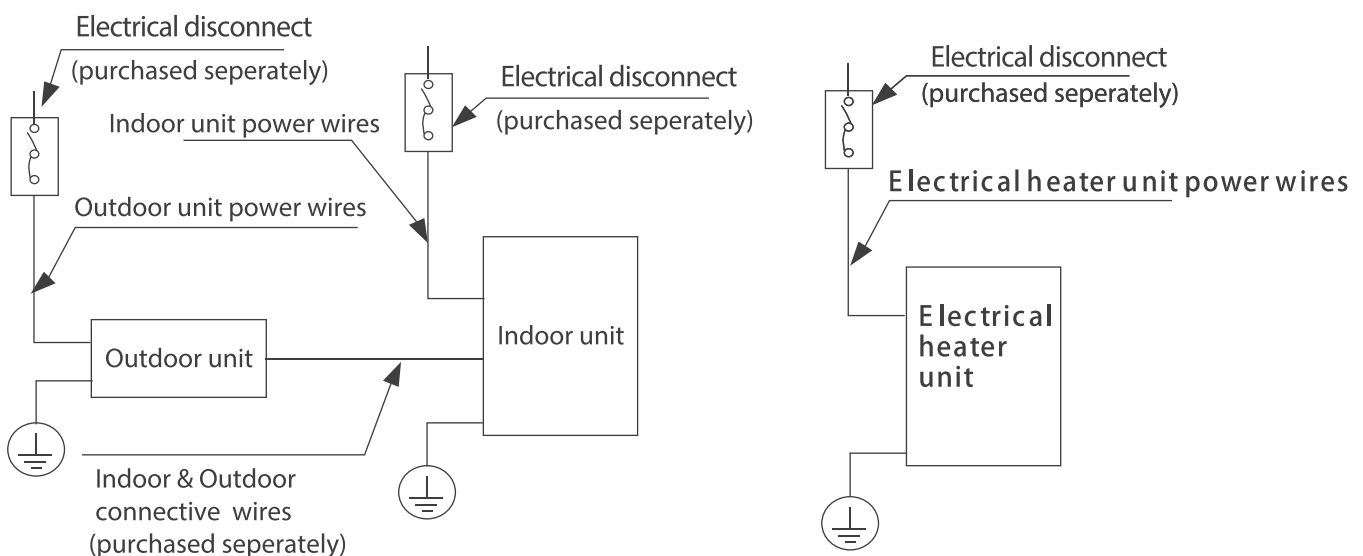 Electrical disconnect
(purchased seperately)
Electrical disconnect
(purchased seperately)
Electrical disconnect
(purchased seperately)
Indoor unit power wires
Outdoor unit power wires
Electrical heater unit power wires
Outdoor unit
Indoor unit
Electrical
heater
unit
Indoor & Outdoor
connective wires
(purchased seperately)